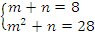 m + n = 8
m² + n = 28